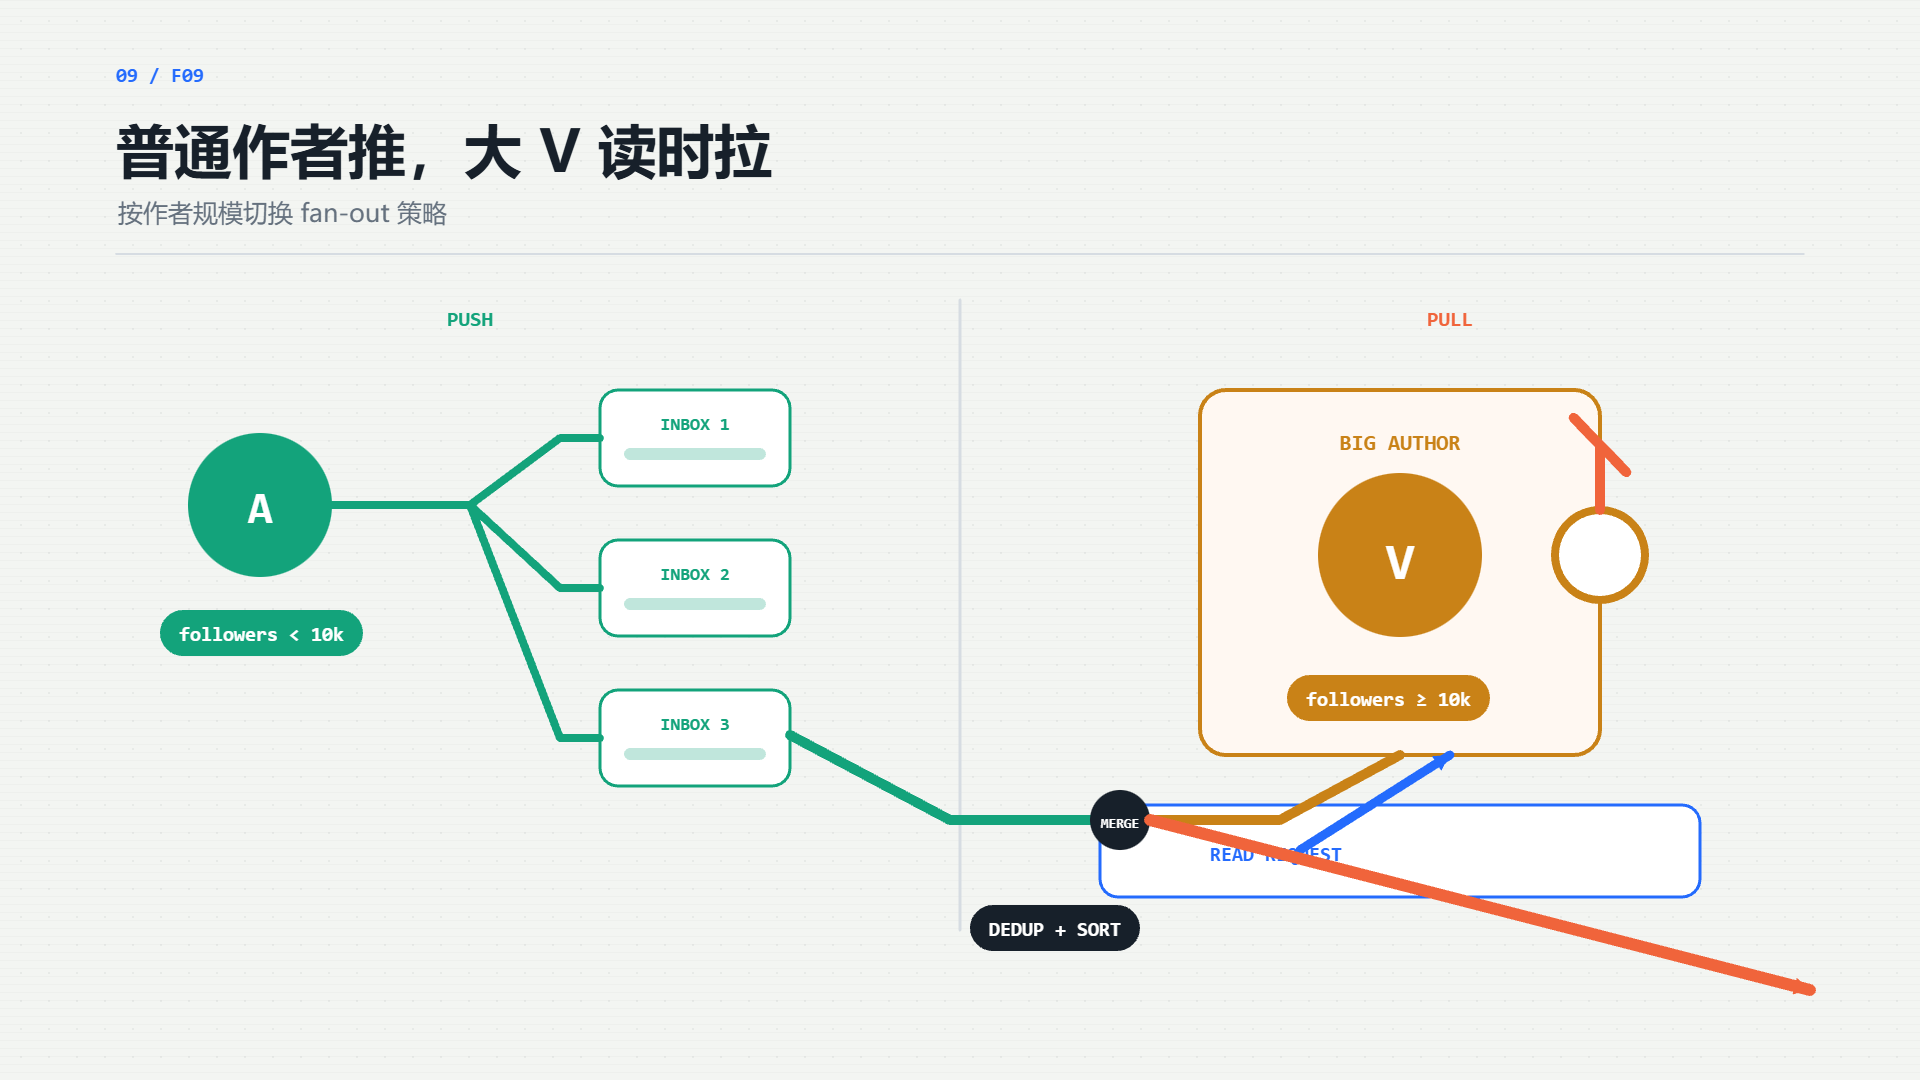 09 / F09
普通作者推，大 V 读时拉
按作者规模切换 fan-out 策略
PUSH
PULL
INBOX 1
BIG AUTHOR
A
V
INBOX 2
followers < 10k
followers ≥ 10k
INBOX 3
MERGE
READ REQUEST
DEDUP + SORT